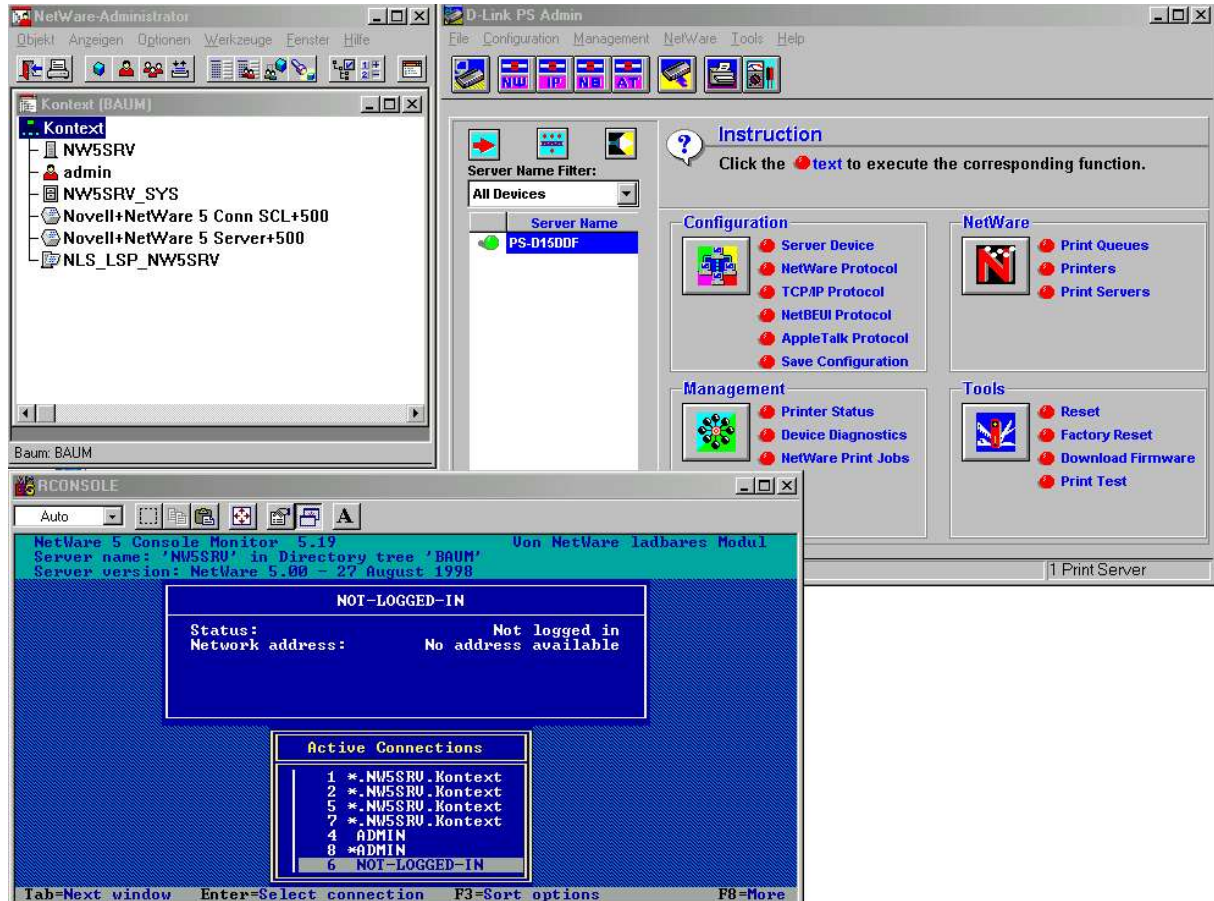 NetWare-Administrator
Objekt Anzeigen Optionen Werkzeuge Fenster Hilfe
Kontext (BAUM)
Kontext
NW5SRV
admin
NW5SRV_SYS
Novell+NetWare 5 Conn SCL+500
Novell+NetWare 5 Server+500
NLS_LSP_NW5SRV
Baum: BAUM
D-Link PS Admin
File Configuration Management NetWare Tools Help
NW IP NB AT
Server Name Filter:
All Devices
Server Name
PS-D15DDF
Instruction
Click the text to execute the corresponding function.
Configuration
Server Device
NetWare Protocol
TCP/IP Protocol
NetBEUI Protocol
AppleTalk Protocol
Save Configuration
NetWare
N
Print Queues
Printers
Print Servers
Management
Printer Status
Device Diagnostics
NetWare Print Jobs
Tools
Reset
Factory Reset
Download Firmware
Print Test
1 Print Server
RCONSOLE
Auto
A
NetWare 5 Console Monitor 5.19 Von NetWare ladbares Modul
Server name: 'NW5SRV' in Directory tree 'BAUM'
Server version: NetWare 5.00 - 27 August 1998
NOT-LOGGED-IN
Status: Not logged in
Network address: No address available
Active Connections
1 *.NW5SRV.Kontext
2 *.NW5SRV.Kontext
5 *.NW5SRV.Kontext
7 *.NW5SRV.Kontext
4 ADMIN
8 *ADMIN
6 NOT-LOGGED-IN
Tab=Next window Enter=Select connection F3=Sort options F8=More